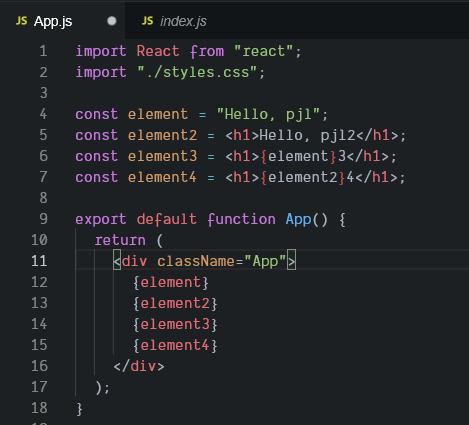 JS App.js JS index.js
1 import React from "react";
2 import "./styles.css";
3
4 const element = "Hello, pjl";
5 const element2 = <h1>Hello, pjl2</h1>;
6 const element3 = <h1>{element}3</h1>;
7 const element4 = <h1>{element2}4</h1>;
8
9 export default function App() {
10 return (
11 <div className="App">
12 {element}
13 {element2}
14 {element3}
15 {element4}
16 </div>
17 );
18 }